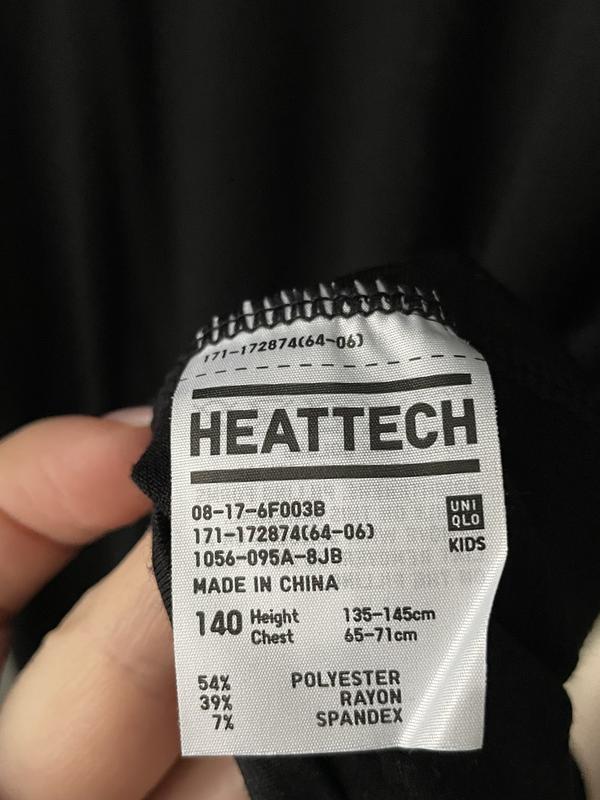 171-172874(64-06)
HEATTECH
08-17-6F003B
171-172874(64-06)
1056-095A-8JB
MADE IN CHINA
UNI
QLO
KIDS
140 Height 135-145cm
Chest 65-71cm
54% POLYESTER
39% RAYON
7% SPANDEX